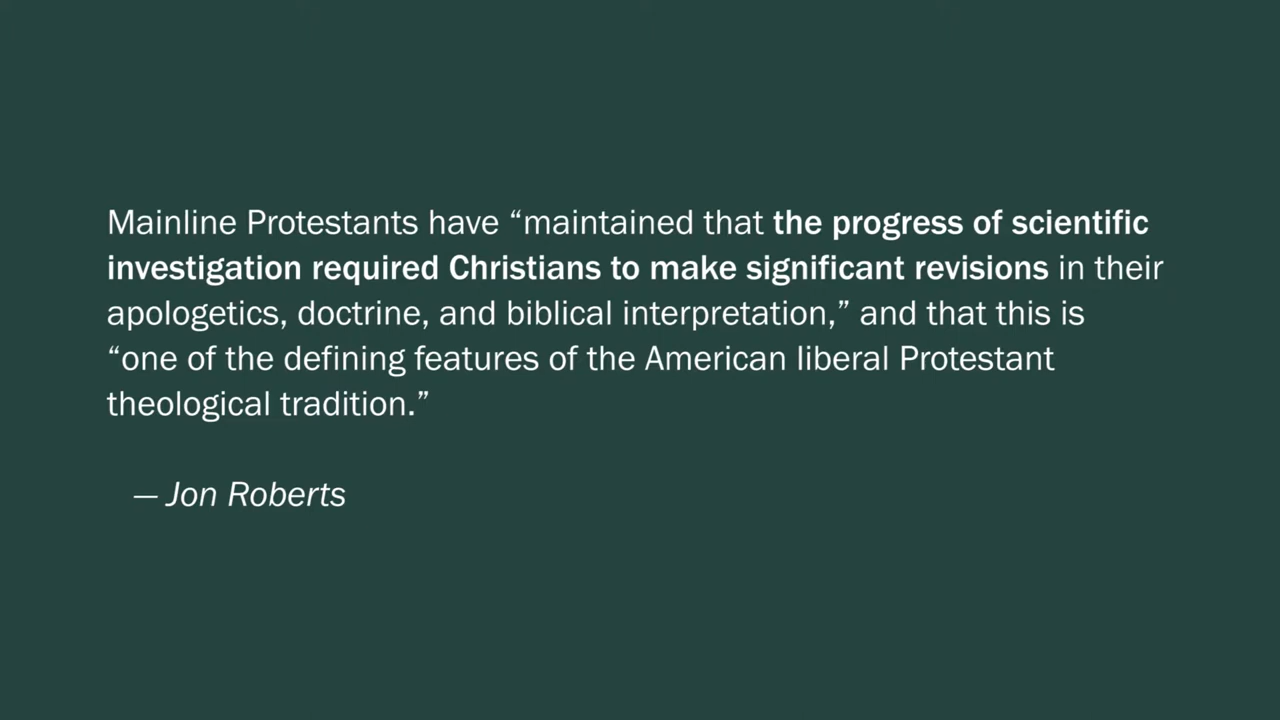 Mainline Protestants have “maintained that the progress of scientific
investigation required Christians to make significant revisions in their
apologetics, doctrine, and biblical interpretation,” and that this is
“one of the defining features of the American liberal Protestant
theological tradition.”
— Jon Roberts